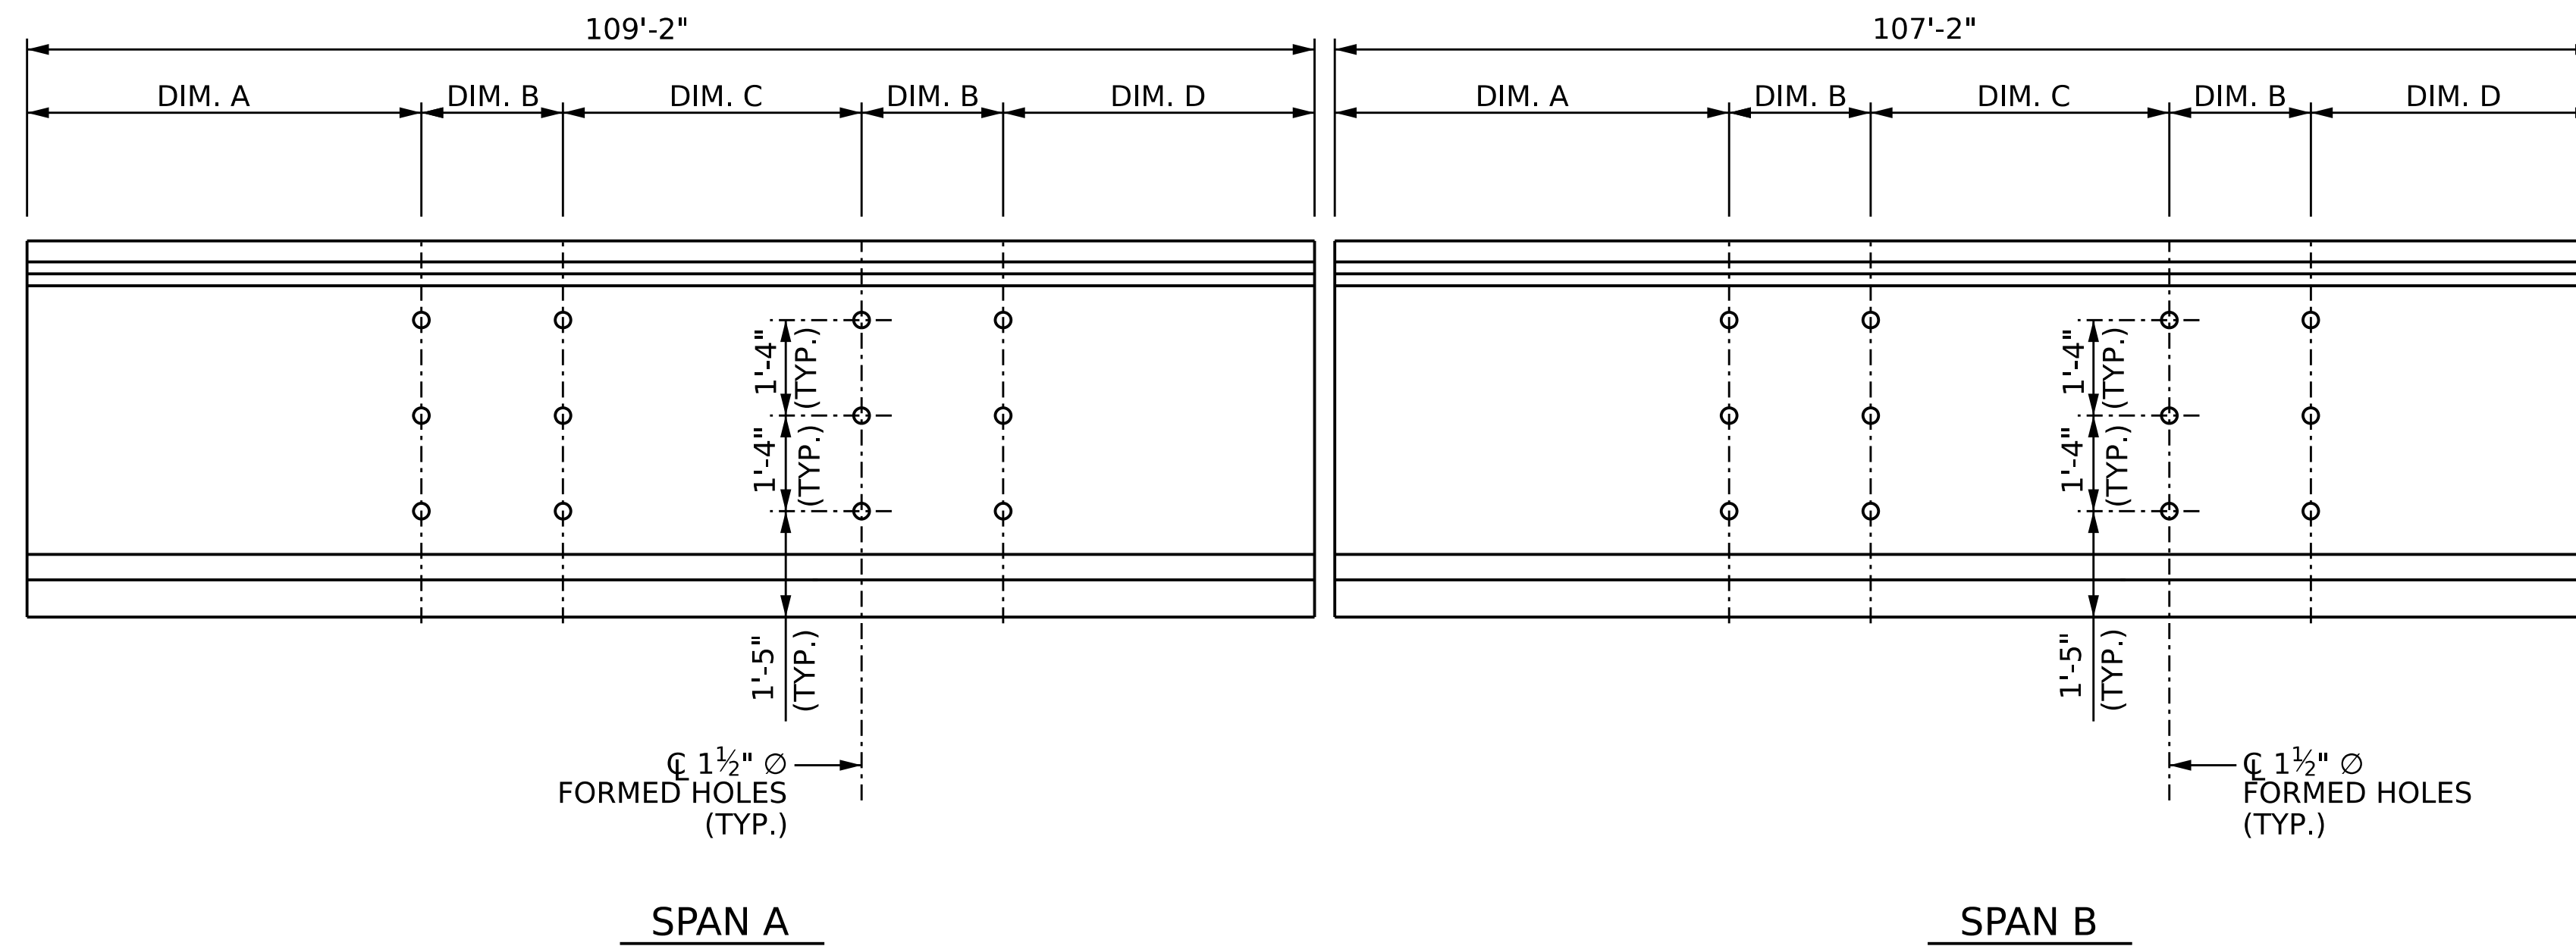 109'-2"
107'-2"
DIM. A DIM. B DIM. C DIM. B DIM. D
DIM. A DIM. B DIM. C DIM. B DIM. D
1'-4"
(TYP.)
1'-4"
(TYP.)
1'-5"
(TYP.)
1'-4"
(TYP.)
1'-4"
(TYP.)
1'-5"
(TYP.)
℄ 1½" ∅
FORMED HOLES
(TYP.)
℄ 1½" ∅
FORMED HOLES
(TYP.)
SPAN A
SPAN B